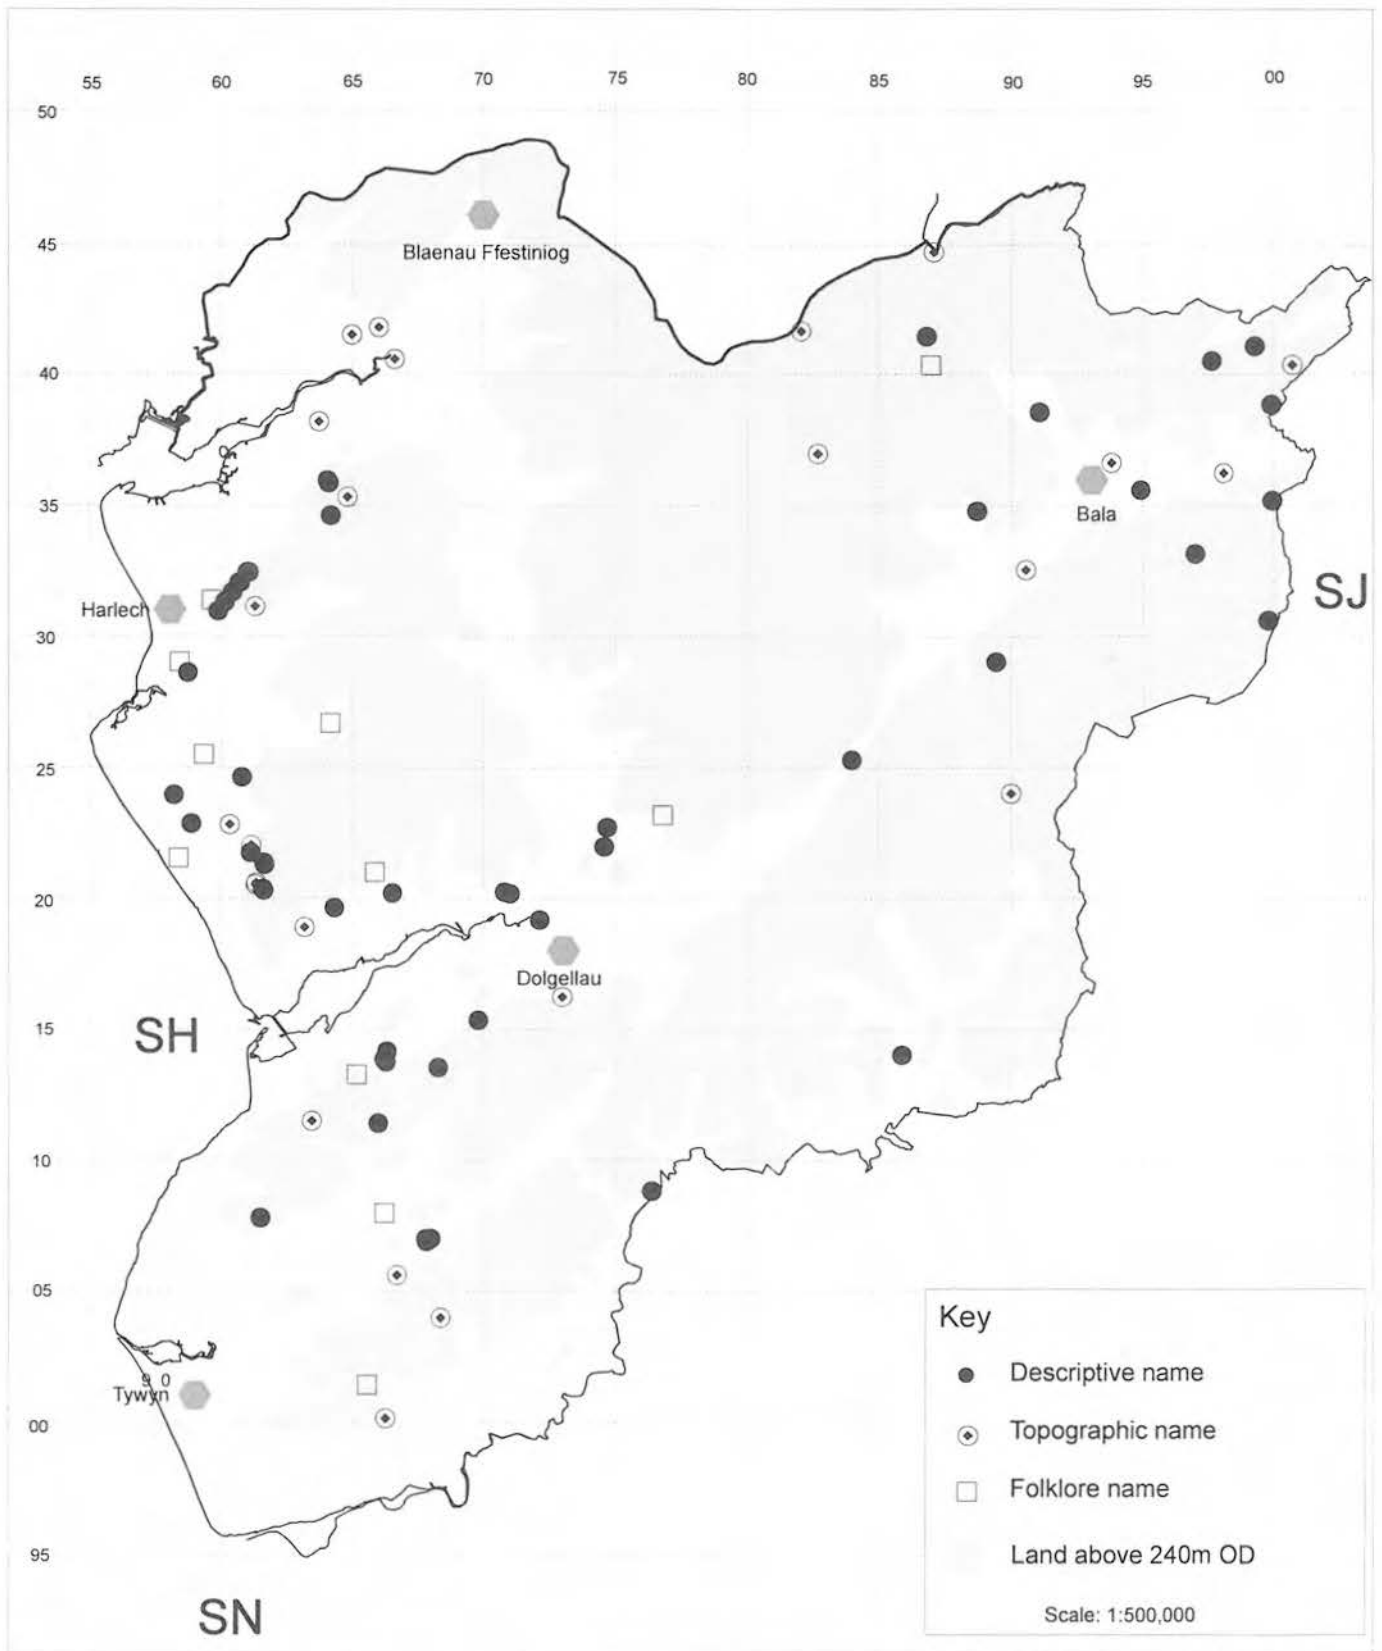 55 60 65 70 75 80 85 90 95 00
50
45
Blaenau Ffestiniog
40
35
Bala
SJ
Harlech
30
25
20
Dolgellau
SH
15
10
05
Key
Descriptive name
9 0
Tywyn
00
Topographic name
Folklore name
95
Land above 240m OD
Scale: 1:500,000
SN